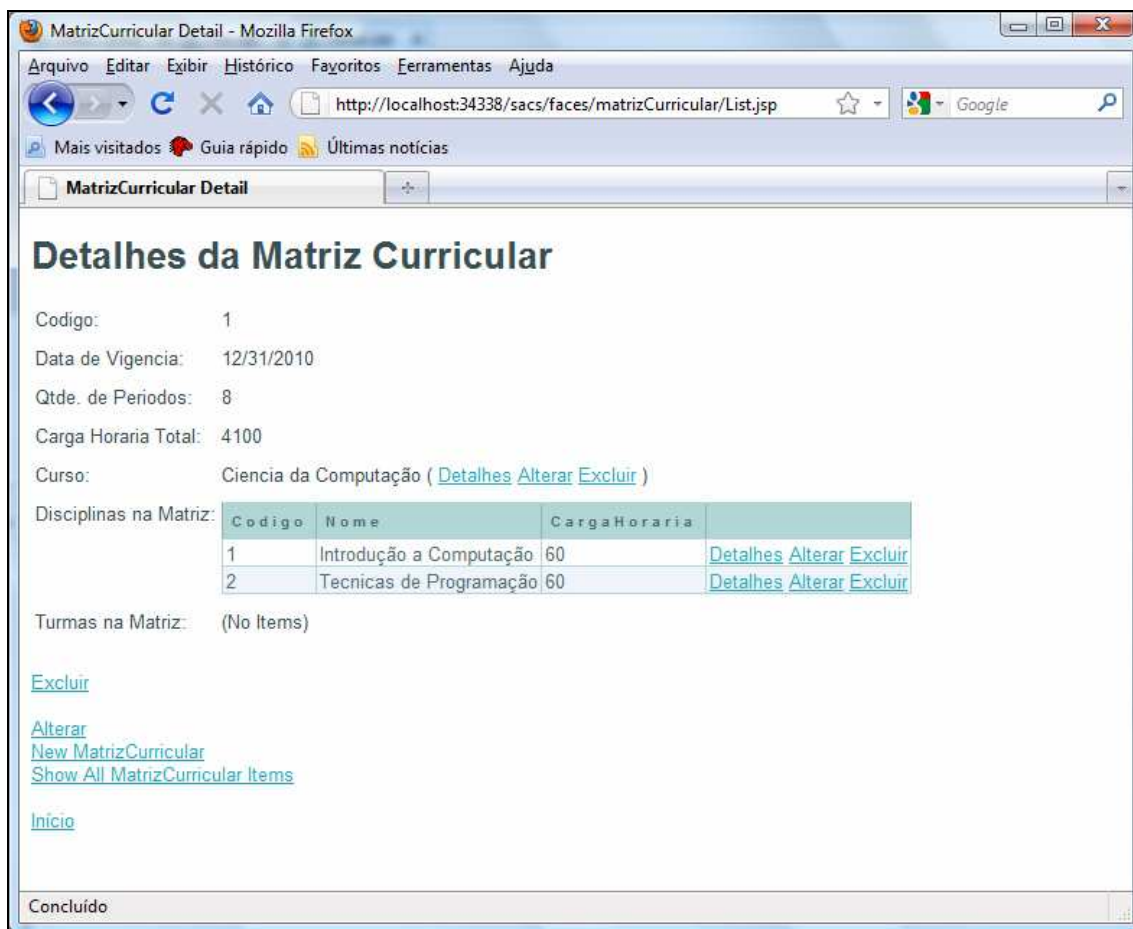 MatrizCurricular Detail - Mozilla Firefox
Arquivo Editar Exibir Histórico Favoritos Ferramentas Ajuda
http://localhost:34338/sacs/faces/matrizCurricular/List.jsp Google
Mais visitados Guia rápido Últimas notícias
MatrizCurricular Detail
Detalhes da Matriz Curricular
Codigo: 1
Data de Vigencia: 12/31/2010
Qtde. de Periodos: 8
Carga Horaria Total: 4100
Curso: Ciencia da Computação ( Detalhes Alterar Excluir )
Disciplinas na Matriz: Codigo Nome CargaHoraria
1 Introdução a Computação 60 Detalhes Alterar Excluir
2 Tecnicas de Programação 60 Detalhes Alterar Excluir
Turmas na Matriz: (No Items)
Excluir
Alterar
New MatrizCurricular
Show All MatrizCurricular Items
Início
Concluído